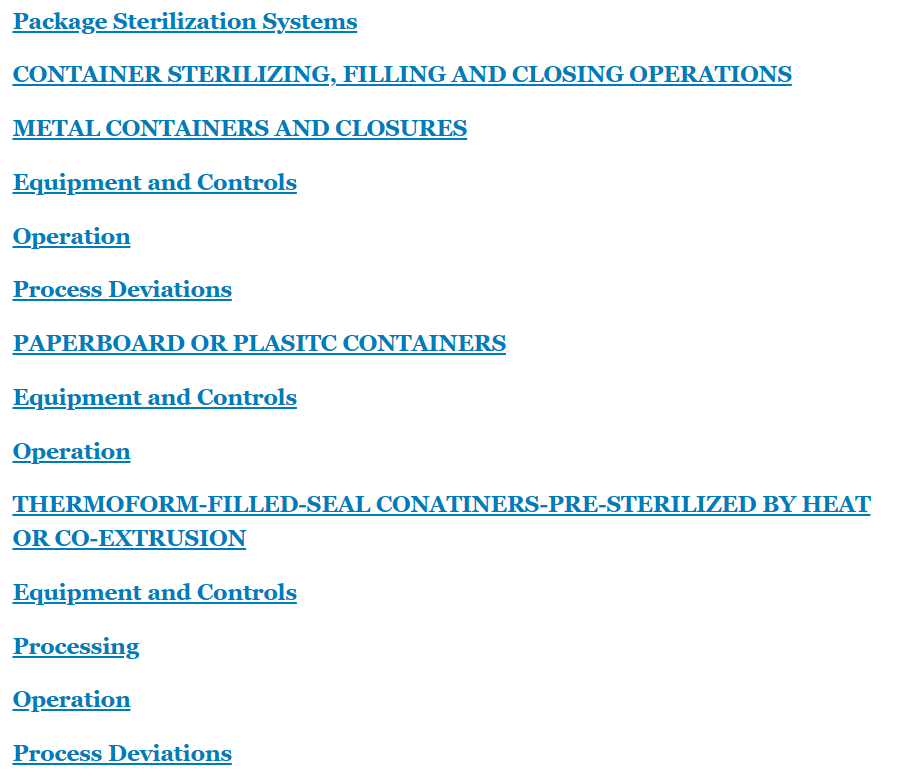 Package Sterilization Systems
CONTAINER STERILIZING, FILLING AND CLOSING OPERATIONS
METAL CONTAINERS AND CLOSURES
Equipment and Controls
Operation
Process Deviations
PAPERBOARD OR PLASITC CONTAINERS
Equipment and Controls
Operation
THERMOFORM-FILLED-SEAL CONATINERS-PRE-STERILIZED BY HEAT
OR CO-EXTRUSION
Equipment and Controls
Processing
Operation
Process Deviations